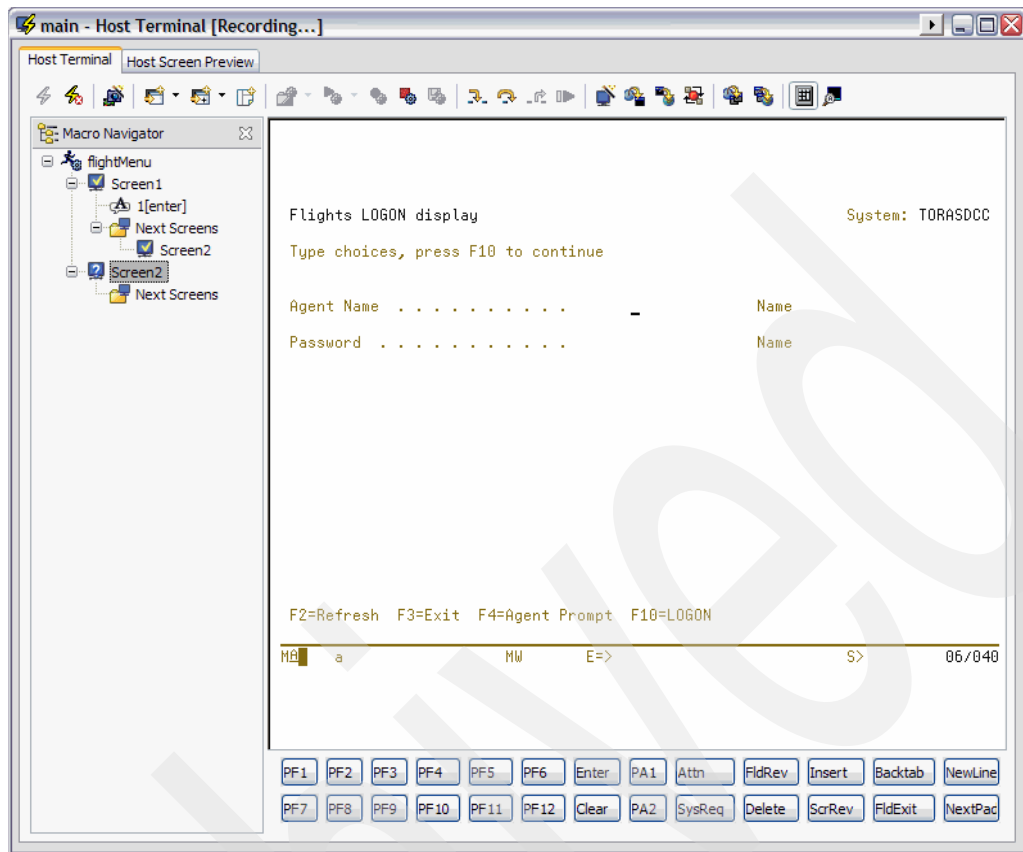 main - Host Terminal [Recording...]
Host Terminal
Host Screen Preview
Macro Navigator
flightMenu
Screen1
1[enter]
Next Screens
Screen2
Screen2
Next Screens
Flights LOGON display System: TORASDCC
Type choices, press F10 to continue
Agent Name . . . . . . . . . . _ Name
Password . . . . . . . . . . . Name
F2=Refresh F3=Exit F4=Agent Prompt F10=LOGON
MA a MW E=> S> 06/040
PF1 PF2 PF3 PF4 PF5 PF6 Enter PA1 Attn FldRev Insert Backtab NewLine
PF7 PF8 PF9 PF10 PF11 PF12 Clear PA2 SysReq Delete ScrRev FldExit NextPad